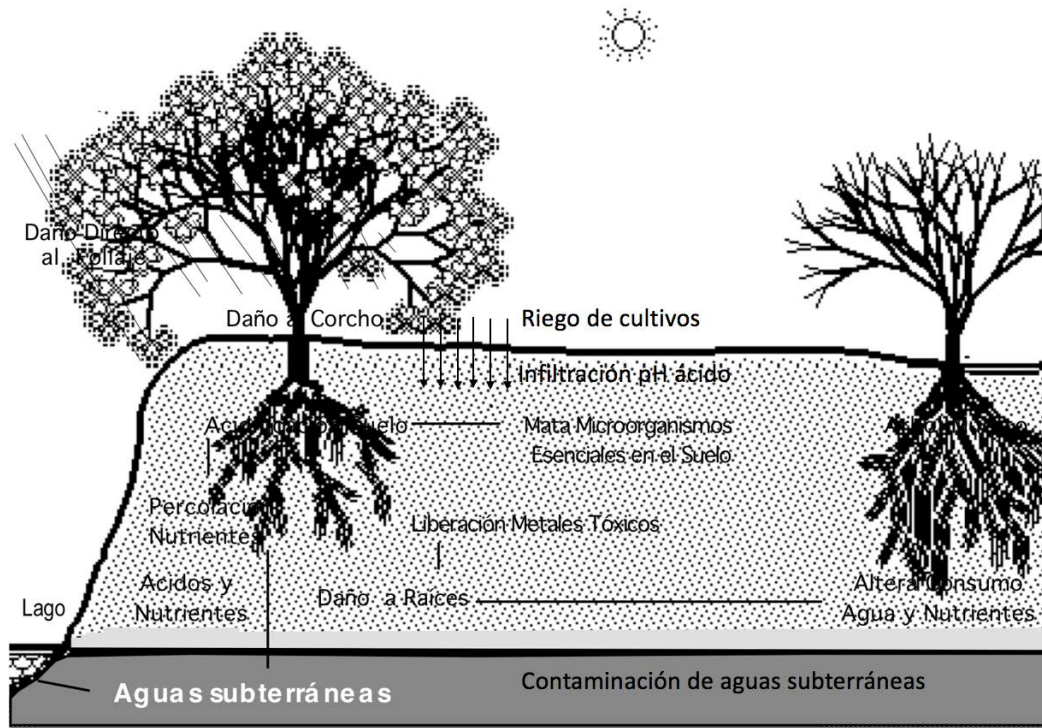 Daño Directo
al Follaje
Daño a Corcho
Riego de cultivos
Infiltración pH ácido
Suelo
Mata Microorganismos
Esenciales en el Suelo
Percolación
Nutrientes
Liberación Metales Tóxicos
Acidos y
Nutrientes
Daño a Raíces
Altera Consumo
Agua y Nutrientes
Lago
Aguas subterráneas
Contaminación de aguas subterráneas